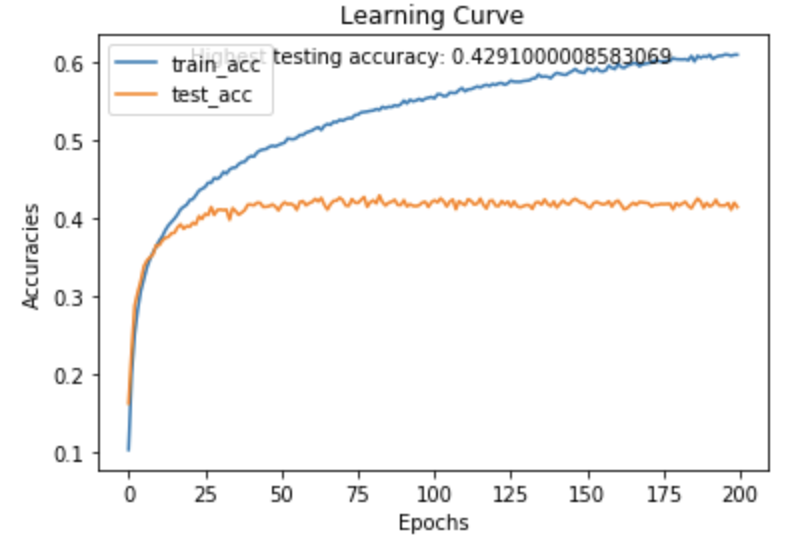 Learning Curve
Highest testing accuracy: 0.4291000008583069
train_acc
test_acc
Accuracies
0.6
0.5
0.4
0.3
0.2
0.1
0 25 50 75 100 125 150 175 200
Epochs